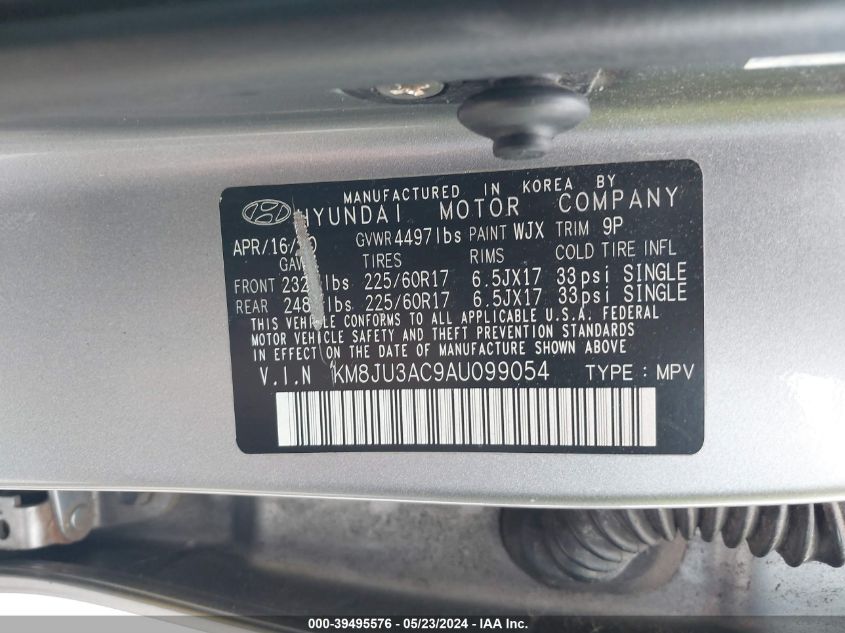 MANUFACTURED IN KOREA BY
HYUNDAI MOTOR COMPANY
APR/16/ 0 GVWR 4497lbs PAINT WJX TRIM 9P
TIRES RIMS COLD TIRE INFL
FRONT lbs 225/60R17 6.5JX17 33psi SINGLE
REAR lbs 225/60R17 6.5JX17 33psi SINGLE
THIS VEHICLE CONFORMS TO ALL APPLICABLE U.S.A. FEDERAL
MOTOR VEHICLE SAFETY AND THEFT PREVENTION STANDARDS
IN EFFECT ON THE DATE OF MANUFACTURE SHOWN ABOVE
V.I.N KM8JU3AC9AU099054 TYPE : MPV
000-39495576 / 05/23/2024 - IAA Inc.